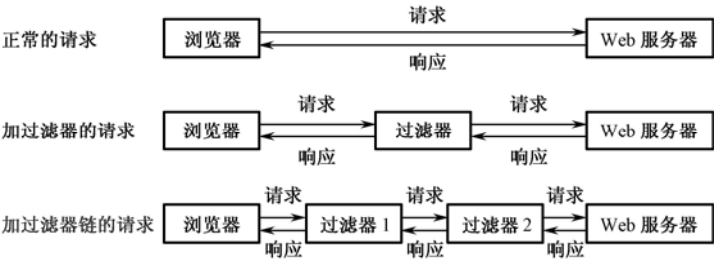 请求
正常的请求 浏览器 Web 服务器
响应
请求 请求
加过滤器的请求 浏览器 过滤器 Web 服务器
响应 响应
请求 请求 请求
加过滤器链的请求 浏览器 过滤器 1 过滤器 2 Web 服务器
响应 响应 响应